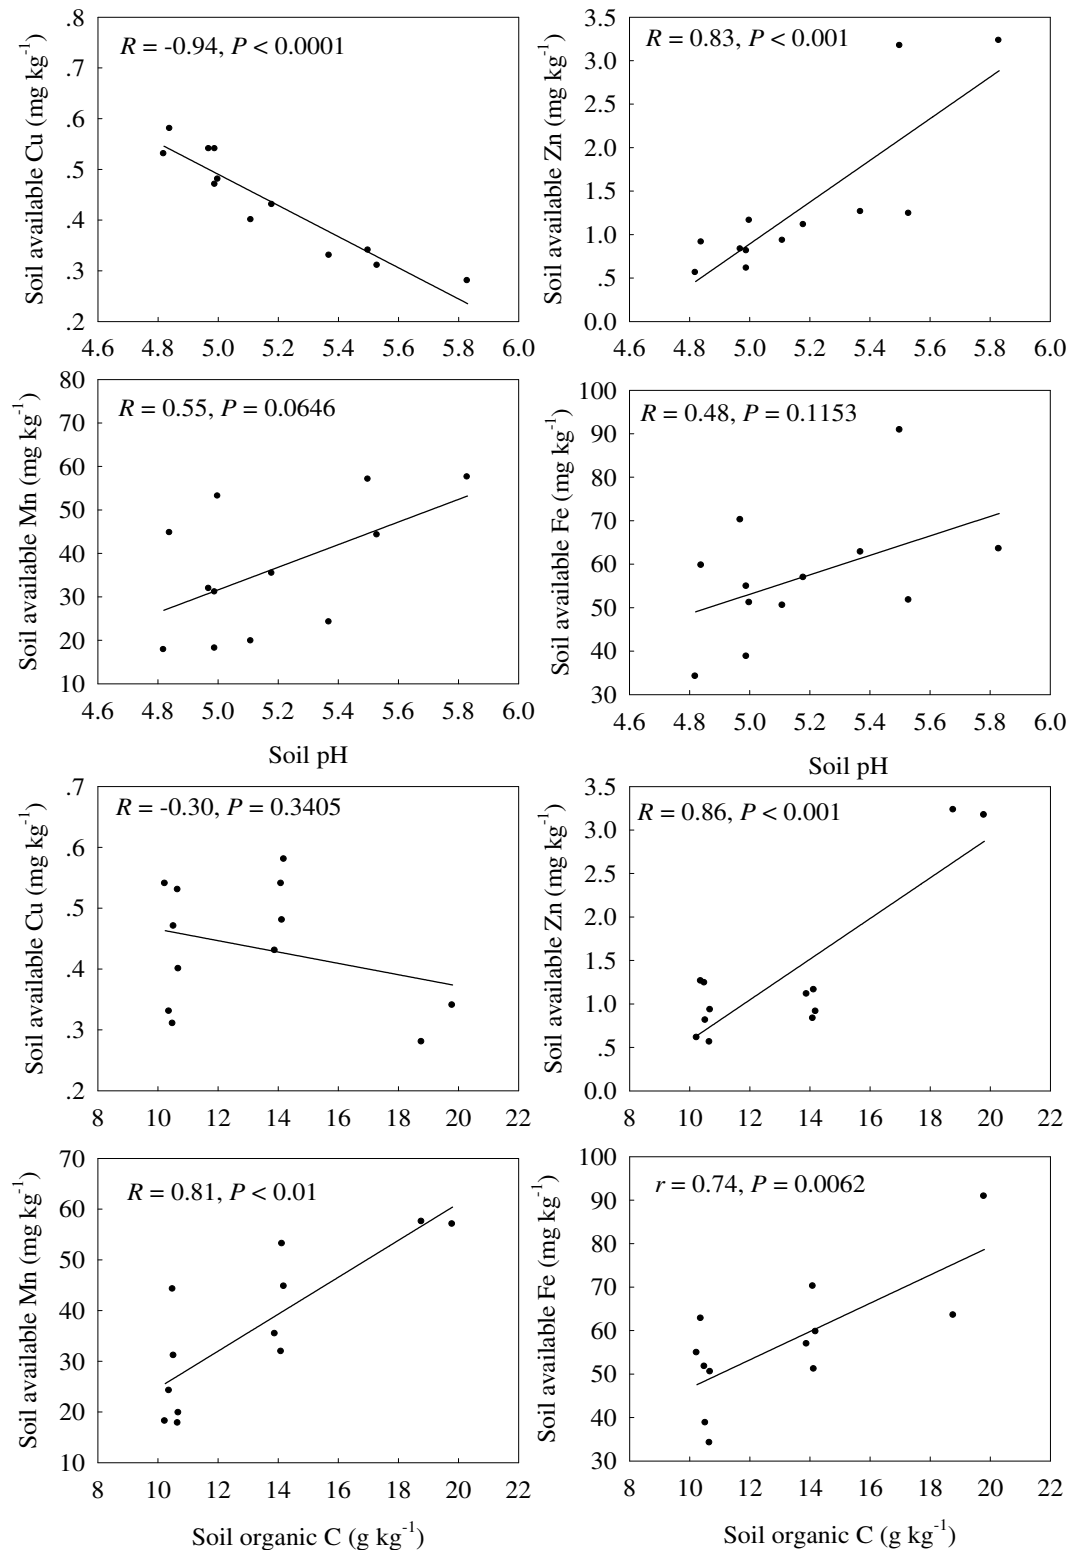 R = -0.94, P < 0.0001
Soil available Cu (mg kg-1)
.8
.7
.6
.5
.4
.3
.2
4.6 4.8 5.0 5.2 5.4 5.6 5.8 6.0
R = 0.83, P < 0.001
Soil available Zn (mg kg-1)
3.5
3.0
2.5
2.0
1.5
1.0
.5
0.0
4.6 4.8 5.0 5.2 5.4 5.6 5.8 6.0
R = 0.55, P = 0.0646
Soil available Mn (mg kg-1)
80
70
60
50
40
30
20
10
4.6 4.8 5.0 5.2 5.4 5.6 5.8 6.0
Soil pH
R = 0.48, P = 0.1153
Soil available Fe (mg kg-1)
100
90
80
70
60
50
40
30
4.6 4.8 5.0 5.2 5.4 5.6 5.8 6.0
Soil pH
R = -0.30, P = 0.3405
Soil available Cu (mg kg-1)
.7
.6
.5
.4
.3
.2
8 10 12 14 16 18 20 22
R = 0.86, P < 0.001
Soil available Zn (mg kg-1)
3.5
3.0
2.5
2.0
1.5
1.0
.5
0.0
8 10 12 14 16 18 20 22
R = 0.81, P < 0.01
Soil available Mn (mg kg-1)
70
60
50
40
30
20
10
8 10 12 14 16 18 20 22
Soil organic C (g kg-1)
r = 0.74, P = 0.0062
Soil available Fe (mg kg-1)
100
90
80
70
60
50
40
30
8 10 12 14 16 18 20 22
Soil organic C (g kg-1)